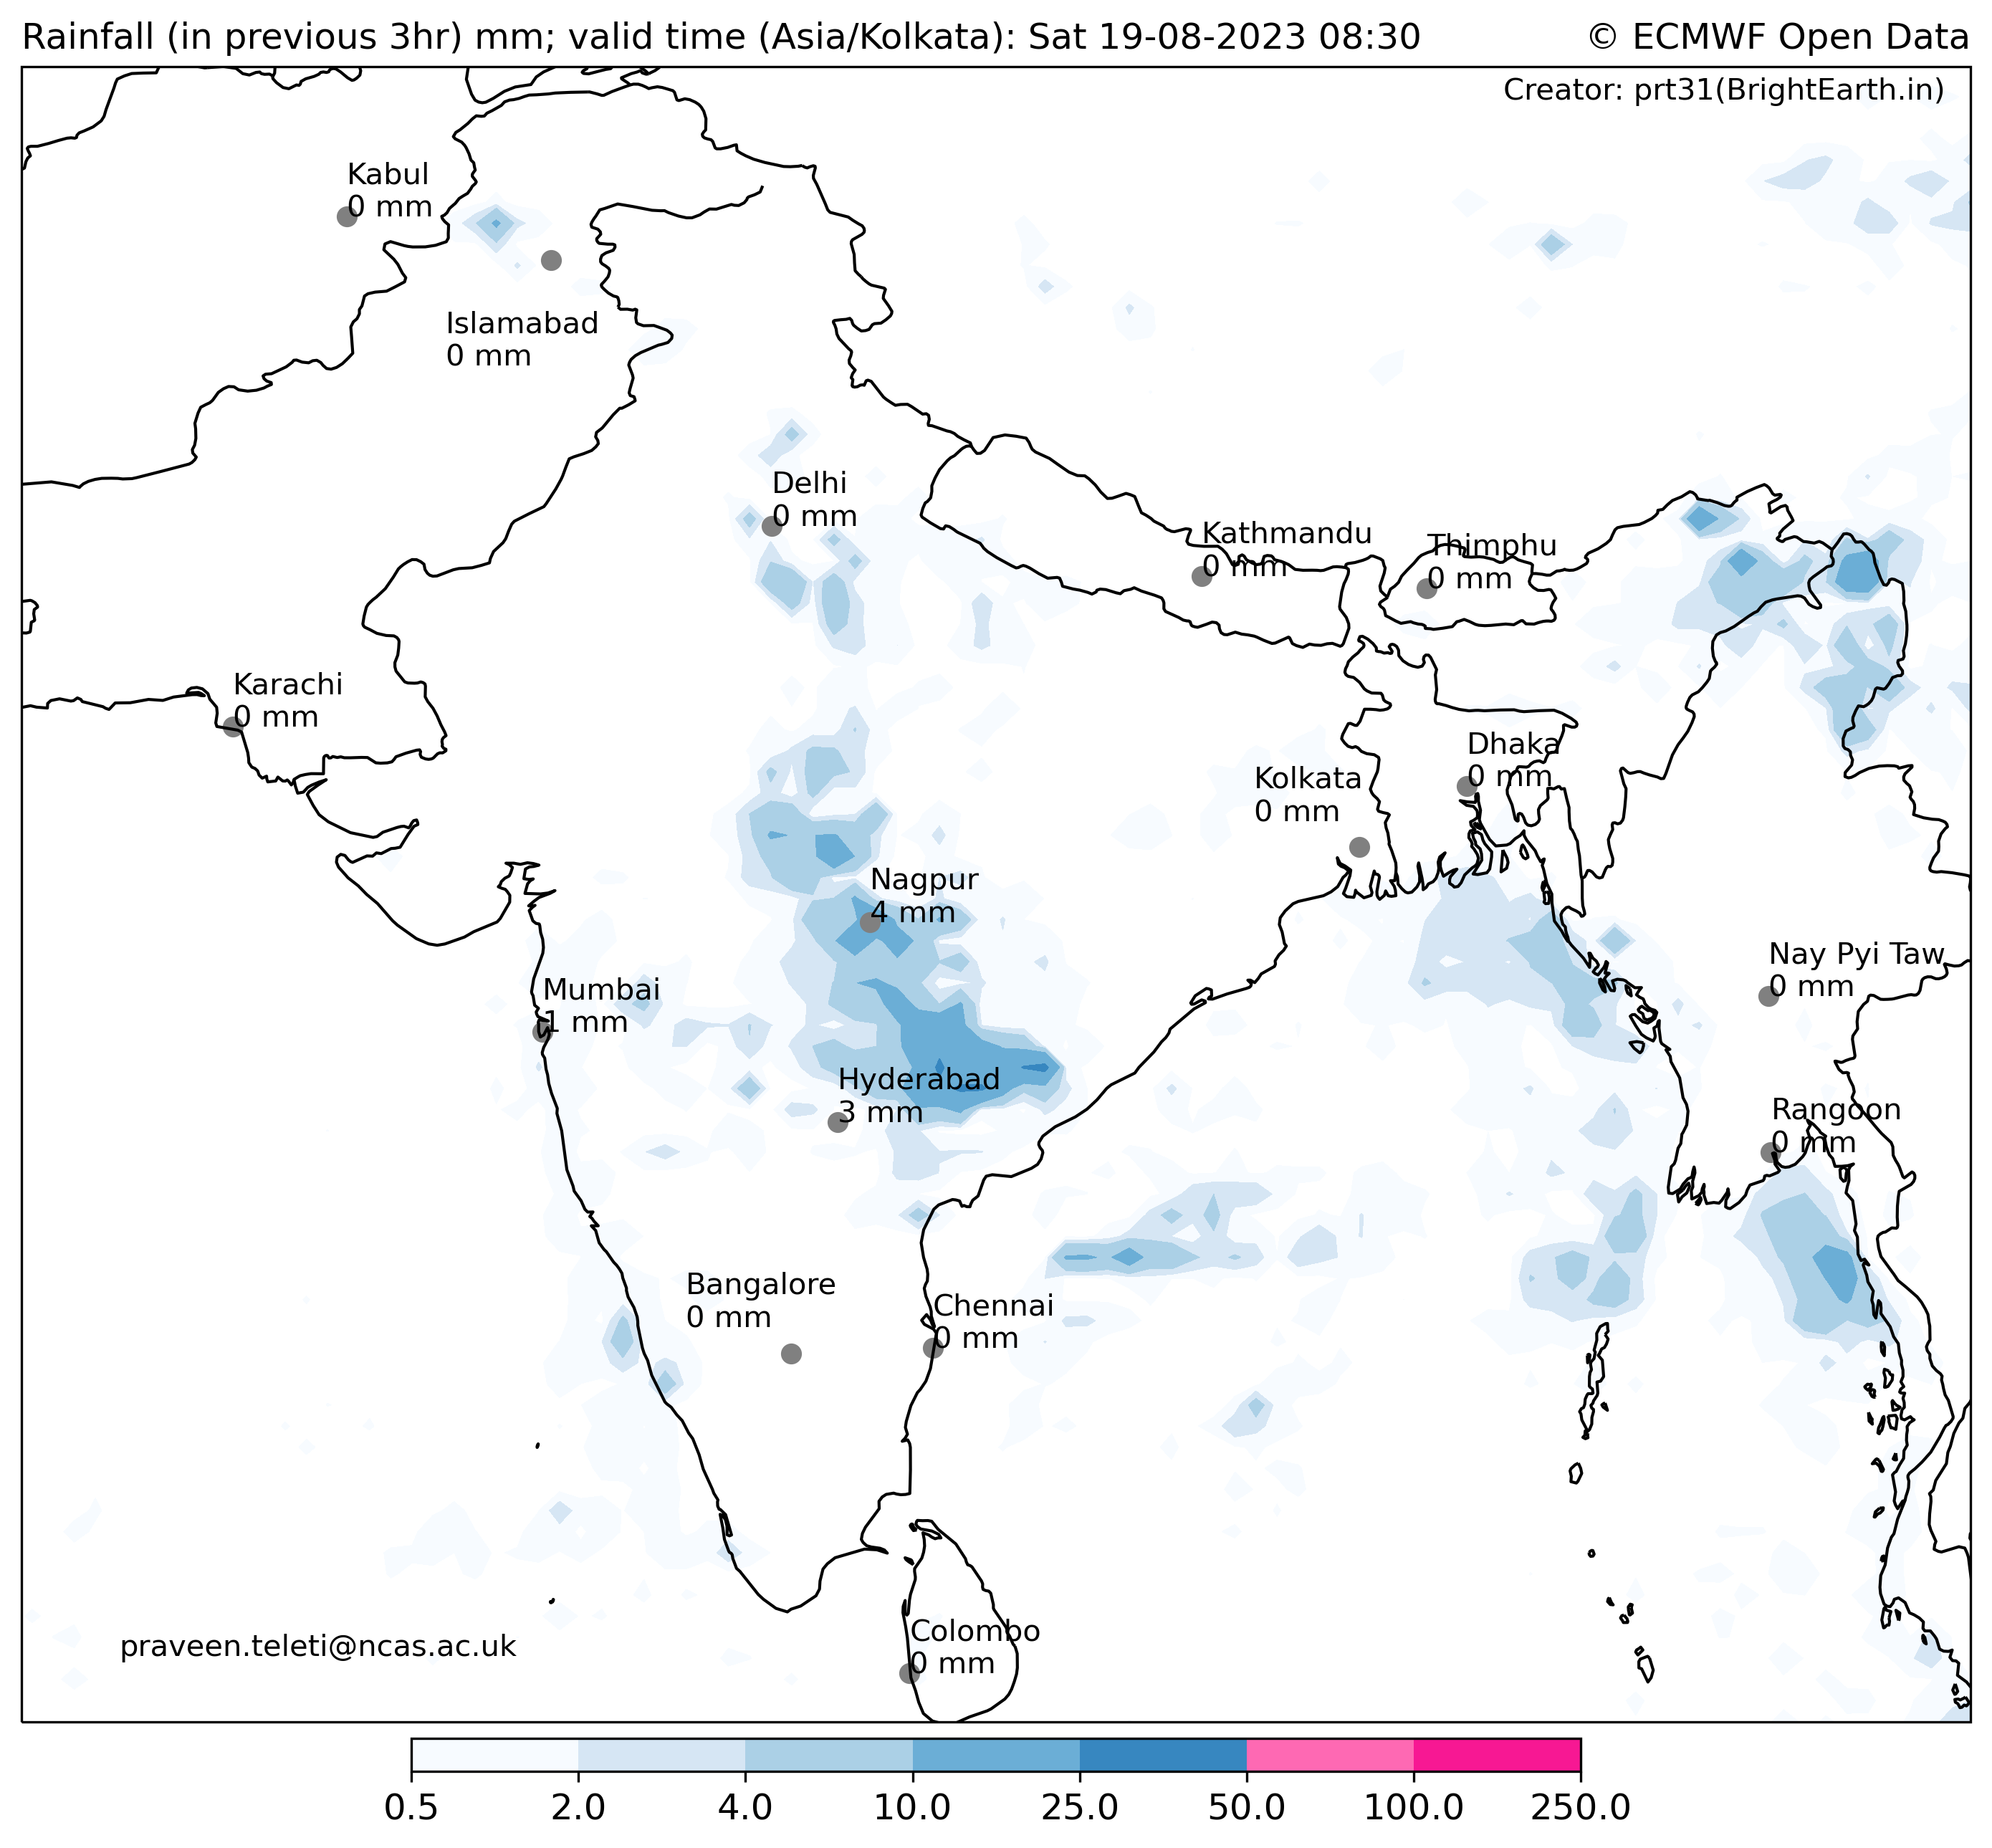 Rainfall (in previous 3hr) mm; valid time (Asia/Kolkata): Sat 19-08-2023 08:30
© ECMWF Open Data
Creator: prt31(BrightEarth.in)
Kabul
0 mm
Islamabad
0 mm
Delhi
0 mm
Kathmandu
0 mm
Thimphu
0 mm
Karachi
0 mm
Dhaka
0 mm
Kolkata
0 mm
Nagpur
4 mm
Nay Pyi Taw
0 mm
Mumbai
1 mm
Hyderabad
3 mm
Rangoon
0 mm
Bangalore
0 mm
Chennai
0 mm
Colombo
0 mm
praveen.teleti@ncas.ac.uk
0.5 2.0 4.0 10.0 25.0 50.0 100.0 250.0